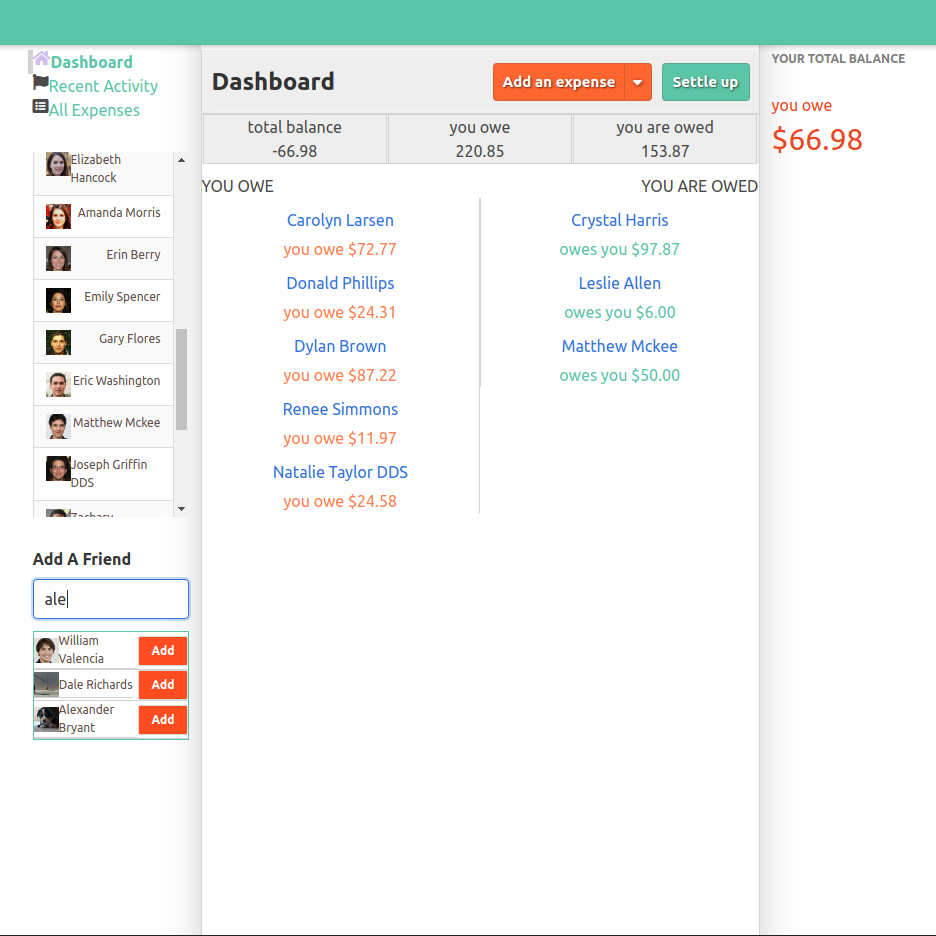 Dashboard
Recent Activity
All Expenses
Elizabeth
Hancock
Amanda Morris
Erin Berry
Emily Spencer
Gary Flores
Eric Washington
Matthew Mckee
Joseph Griffin
DDS
Zachary
Add A Friend
ale
William
Valencia
Add
Dale Richards
Add
Alexander
Bryant
Add
Dashboard
Add an expense
Settle up
total balance
-66.98
you owe
220.85
you are owed
153.87
YOU OWE
YOU ARE OWED
Carolyn Larsen
you owe $72.77
Donald Phillips
you owe $24.31
Dylan Brown
you owe $87.22
Renee Simmons
you owe $11.97
Natalie Taylor DDS
you owe $24.58
Crystal Harris
owes you $97.87
Leslie Allen
owes you $6.00
Matthew Mckee
owes you $50.00
YOUR TOTAL BALANCE
you owe
$66.98